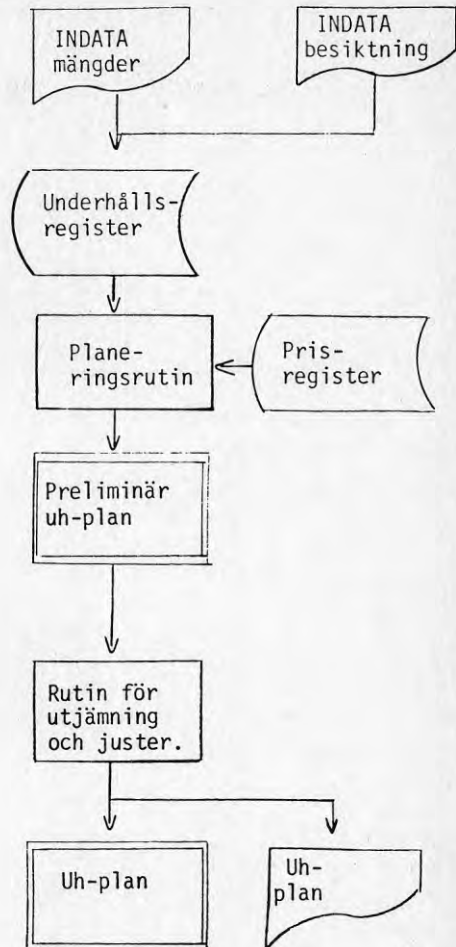 INDATA
mängder
INDATA
besiktning
Underhålls-
register
Plane-
ringsrutin
Pris-
register
Preliminär
uh-plan
Rutin för
utjämning
och juster.
Uh-plan
Uh-
plan